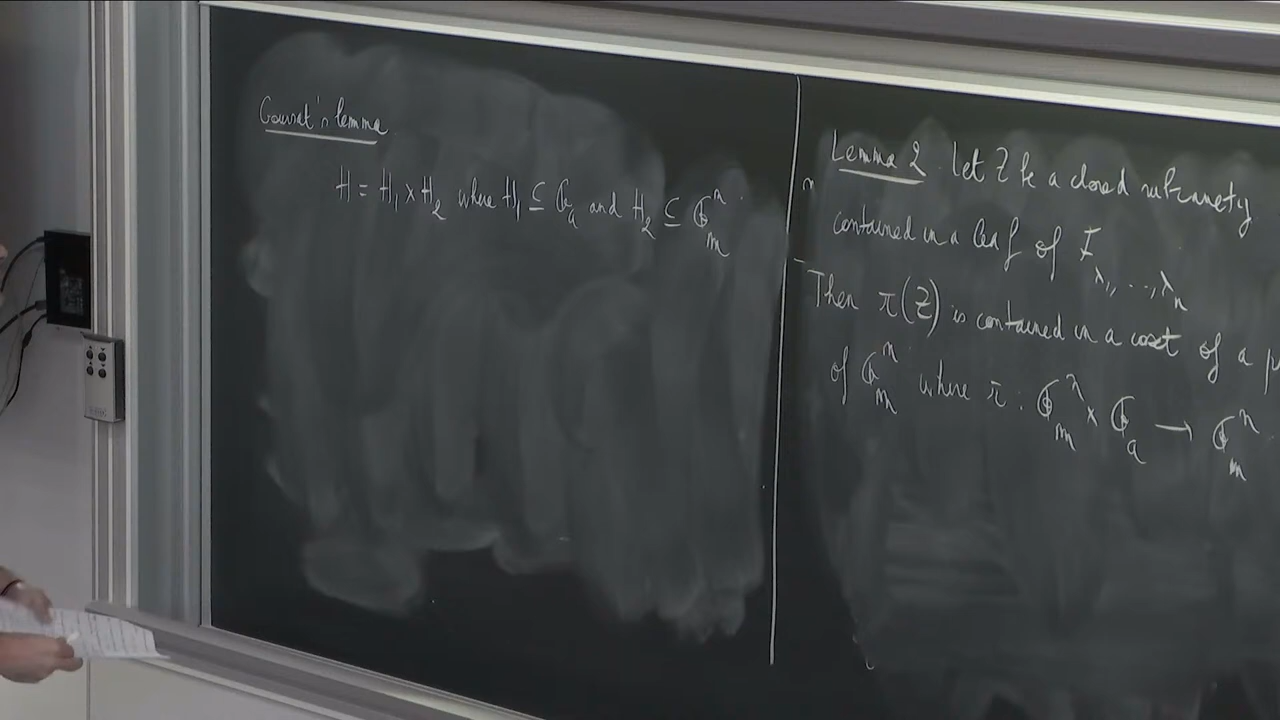 Goursat's lemma
H = H₁ × H₂ where H₁ ⊆ 𝔾ₐ and H₂ ⊆ 𝔾ₘⁿ
Lemma 2 Let Z be a closed subvariety
contained in a leaf of F_{λ₁, ..., λₙ}
Then π(Z) is contained in a coset of a
of 𝔾ₘⁿ where π : 𝔾ₘⁿ × 𝔾ₐ → 𝔾ₘⁿ